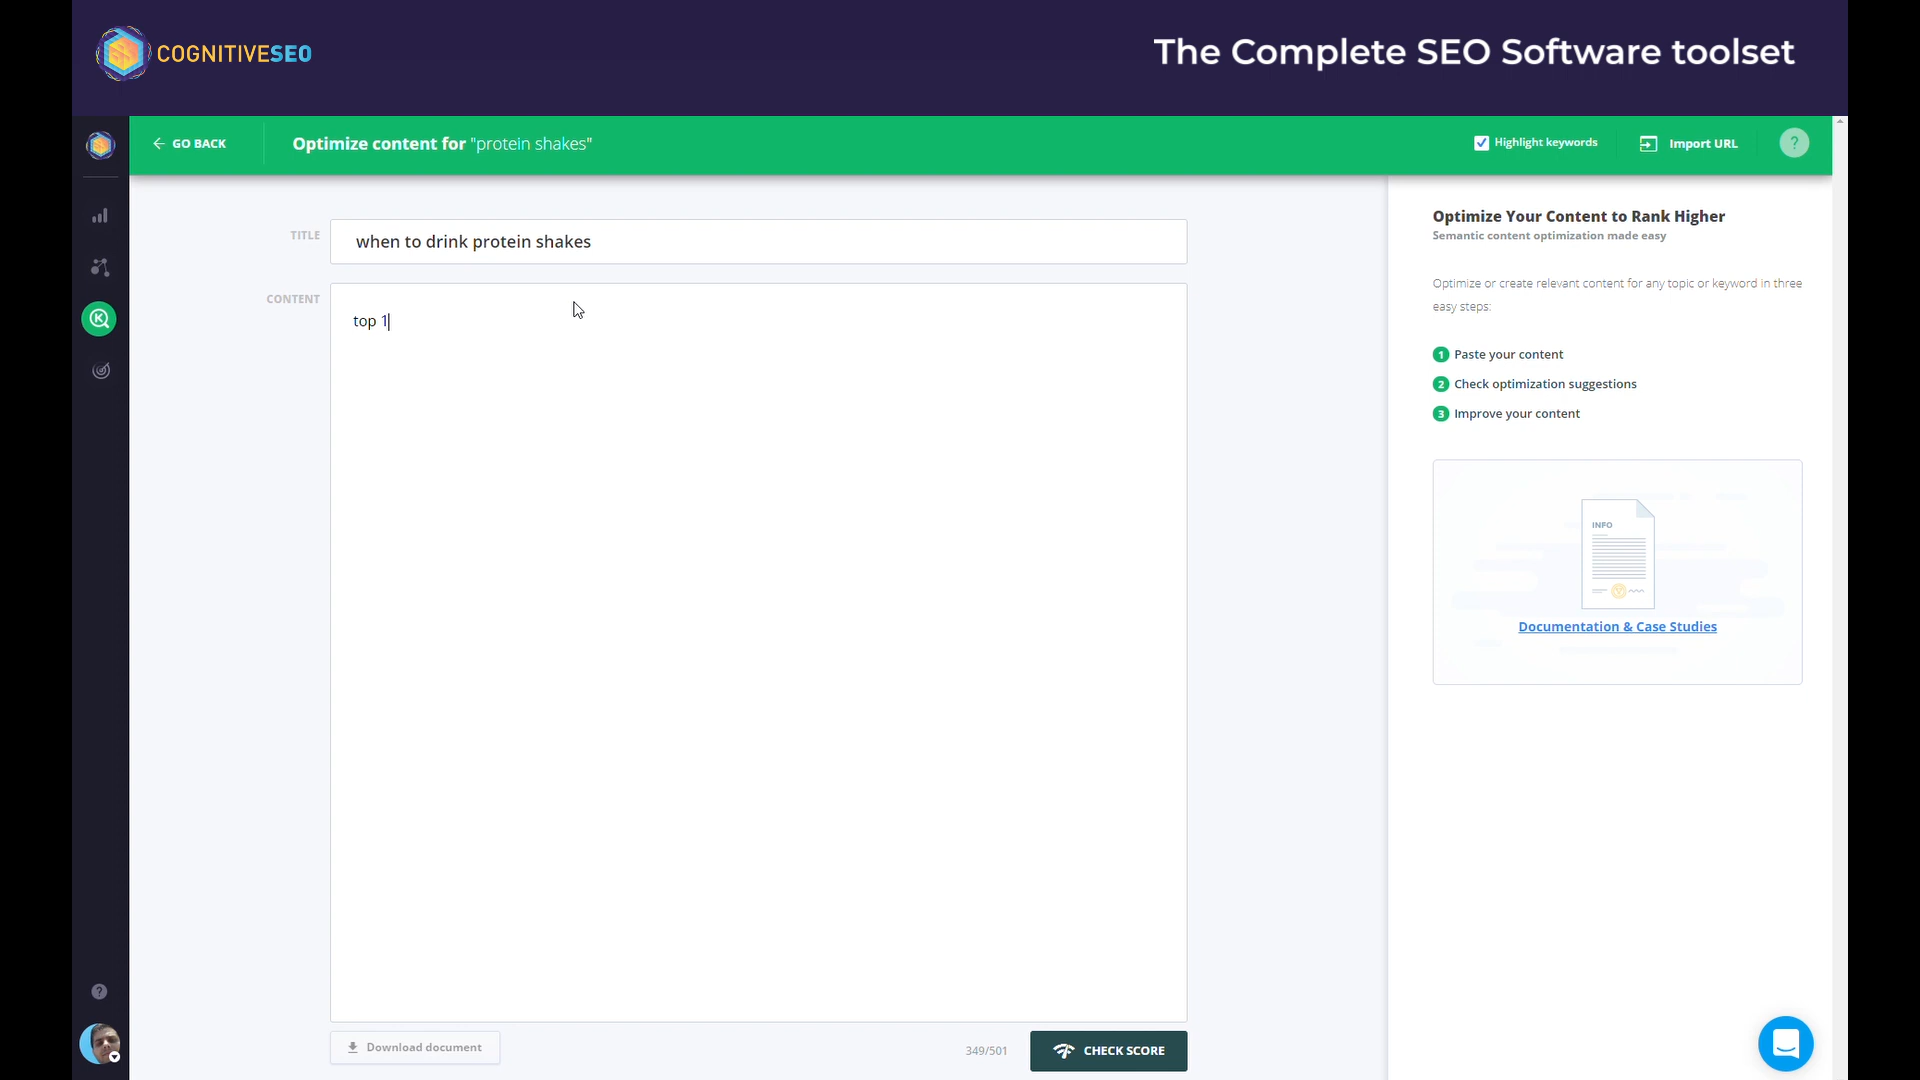 COGNITIVESEO
The Complete SEO Software toolset
GO BACK
Optimize content for "protein shakes"
Highlight keywords
Import URL
?
TITLE
when to drink protein shakes
CONTENT
top 1
Optimize Your Content to Rank Higher
Semantic content optimization made easy
Optimize or create relevant content for any topic or keyword in three
easy steps:
1 Paste your content
2 Check optimization suggestions
3 Improve your content
INFO
Documentation & Case Studies
?
Download document
349/501
CHECK SCORE